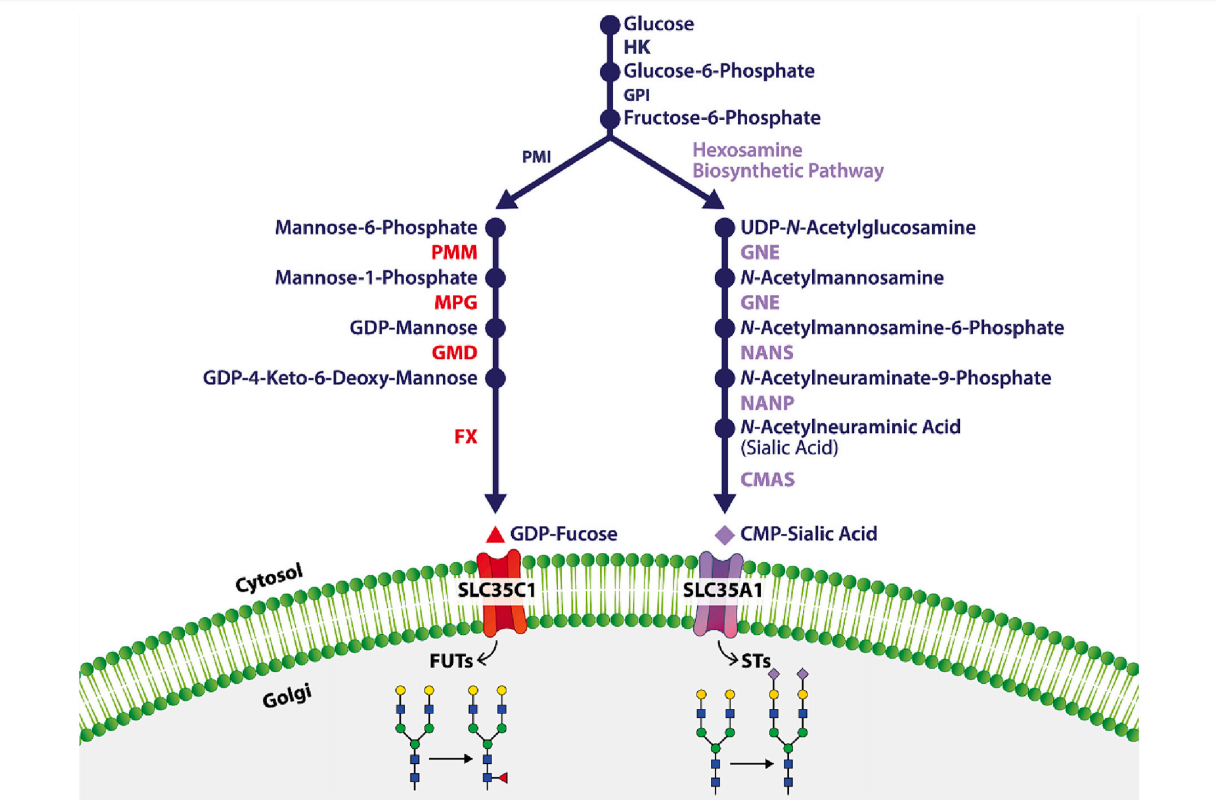 Glucose
HK
Glucose-6-Phosphate
GPI
Fructose-6-Phosphate
PMI
Hexosamine
Biosynthetic Pathway
Mannose-6-Phosphate
PMM
Mannose-1-Phosphate
MPG
GDP-Mannose
GMD
GDP-4-Keto-6-Deoxy-Mannose
FX
GDP-Fucose
UDP-N-Acetylglucosamine
GNE
N-Acetylmannosamine
GNE
N-Acetylmannosamine-6-Phosphate
NANS
N-Acetylneuraminate-9-Phosphate
NANP
N-Acetylneuraminic Acid
(Sialic Acid)
CMAS
CMP-Sialic Acid
Cytosol
SLC35C1
SLC35A1
FUTs
STs
Golgi